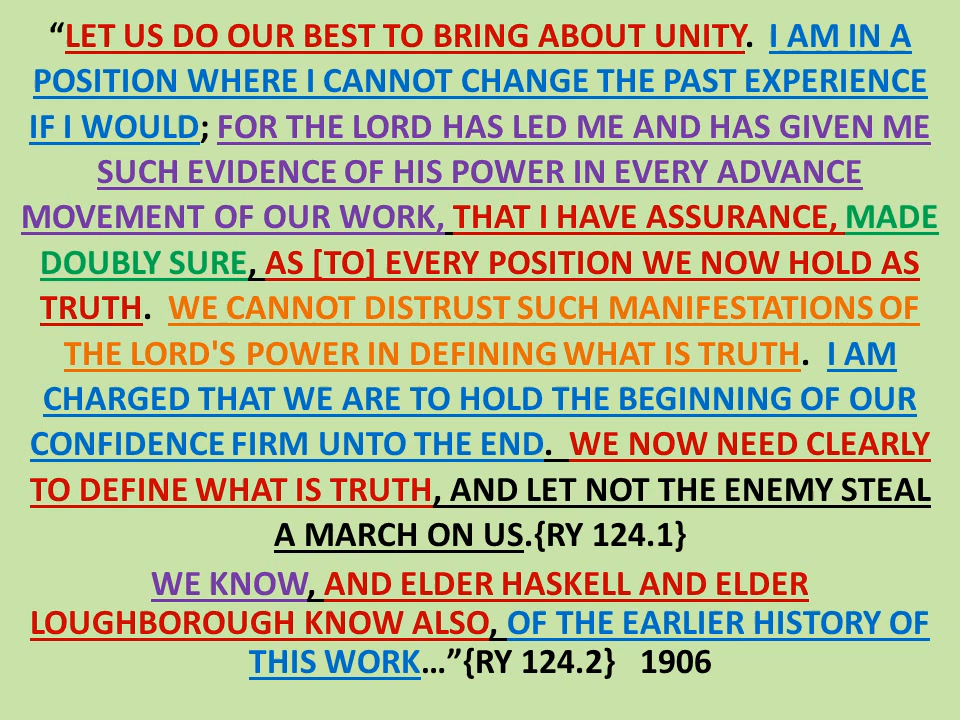 “LET US DO OUR BEST TO BRING ABOUT UNITY.  I AM IN A
POSITION WHERE I CANNOT CHANGE THE PAST EXPERIENCE
IF I WOULD; FOR THE LORD HAS LED ME AND HAS GIVEN ME
SUCH EVIDENCE OF HIS POWER IN EVERY ADVANCE
MOVEMENT OF OUR WORK, THAT I HAVE ASSURANCE, MADE
DOUBLY SURE, AS [TO] EVERY POSITION WE NOW HOLD AS
TRUTH.  WE CANNOT DISTRUST SUCH MANIFESTATIONS OF
THE LORD'S POWER IN DEFINING WHAT IS TRUTH.  I AM
CHARGED THAT WE ARE TO HOLD THE BEGINNING OF OUR
CONFIDENCE FIRM UNTO THE END.  WE NOW NEED CLEARLY
TO DEFINE WHAT IS TRUTH, AND LET NOT THE ENEMY STEAL
A MARCH ON US.{RY 124.1}
WE KNOW, AND ELDER HASKELL AND ELDER
LOUGHBOROUGH KNOW ALSO, OF THE EARLIER HISTORY OF
THIS WORK…”{RY 124.2}   1906